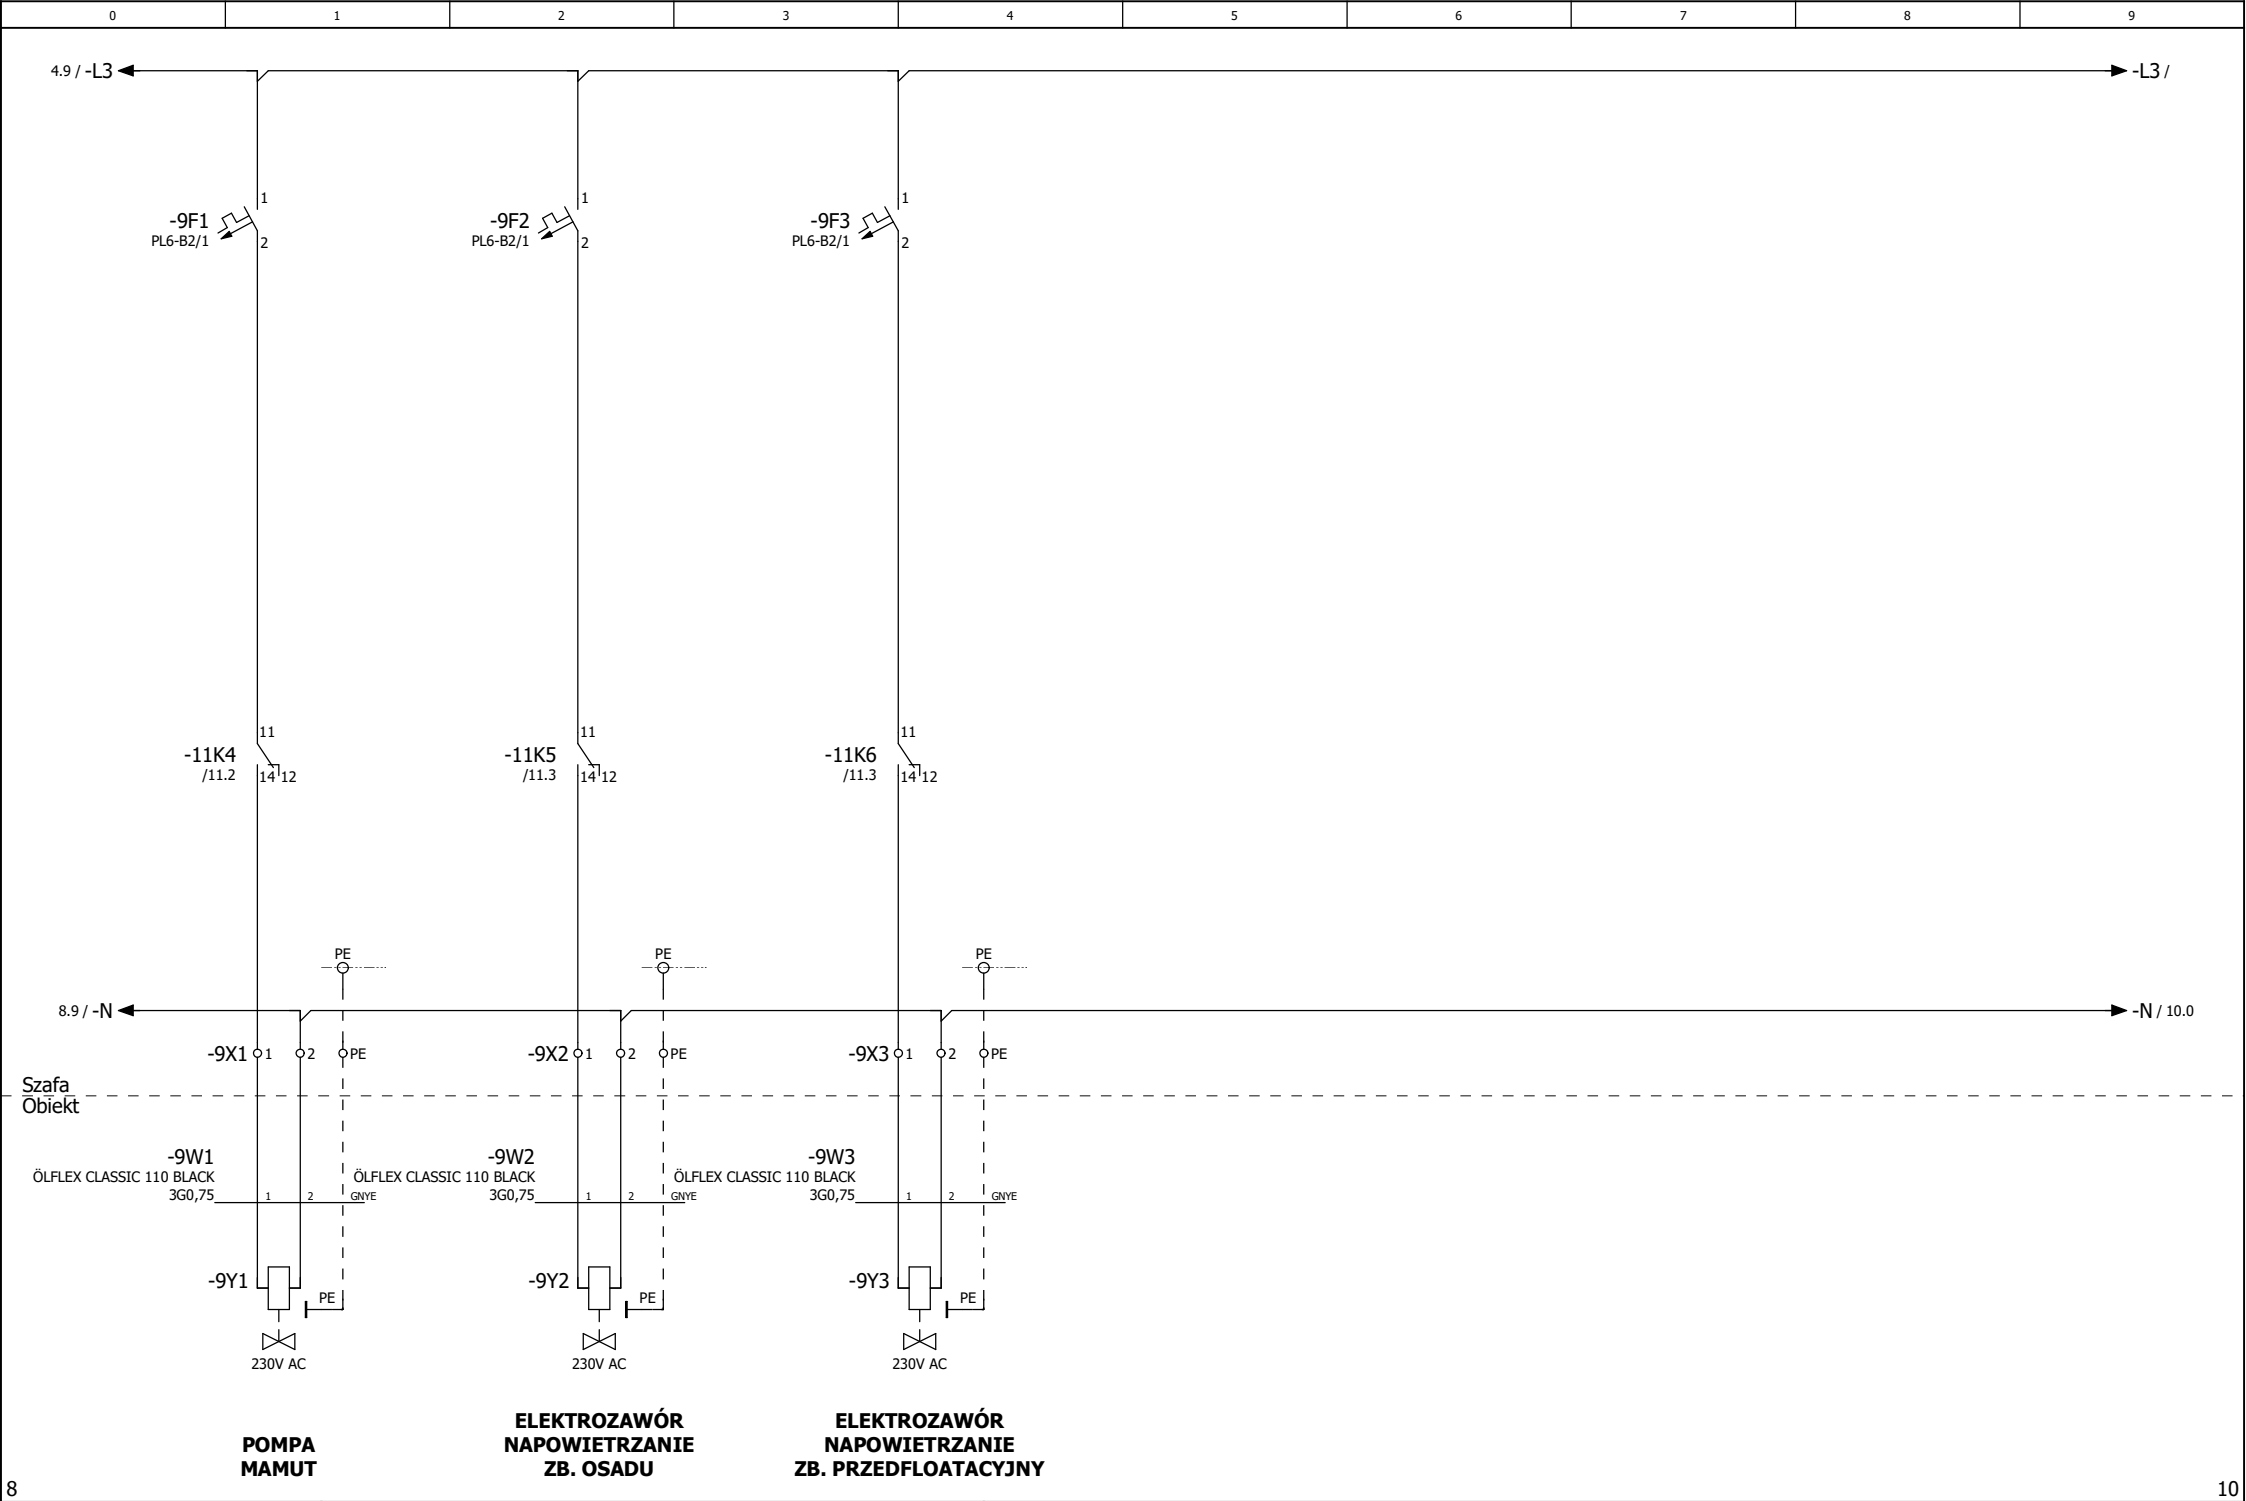 0 1 2 3 4 5 6 7 8 9
4.9 / -L3 -L3 /
1 1 1
-9F1 -9F2 -9F3
PL6-B2/1 PL6-B2/1 PL6-B2/1
2 2 2
11 11 11
-11K4 -11K5 -11K6
/11.2 14 12 /11.3 14 12 /11.3 14 12
PE PE PE
8.9 / -N -N / 10.0
-9X1 1 2 PE -9X2 1 2 PE -9X3 1 2 PE
Szafa
Obiekt
-9W1 -9W2 -9W3
ÖLFLEX CLASSIC 110 BLACK ÖLFLEX CLASSIC 110 BLACK ÖLFLEX CLASSIC 110 BLACK
3G0,75 1 2 GNYE 3G0,75 1 2 GNYE 3G0,75 1 2 GNYE
-9Y1 -9Y2 -9Y3
PE PE PE
230V AC 230V AC 230V AC
POMPA
MAMUT
ELEKTROZAWÓR
NAPOWIETRZANIE
ZB. OSADU
ELEKTROZAWÓR
NAPOWIETRZANIE
ZB. PRZEDFLOATACYJNY
8 10